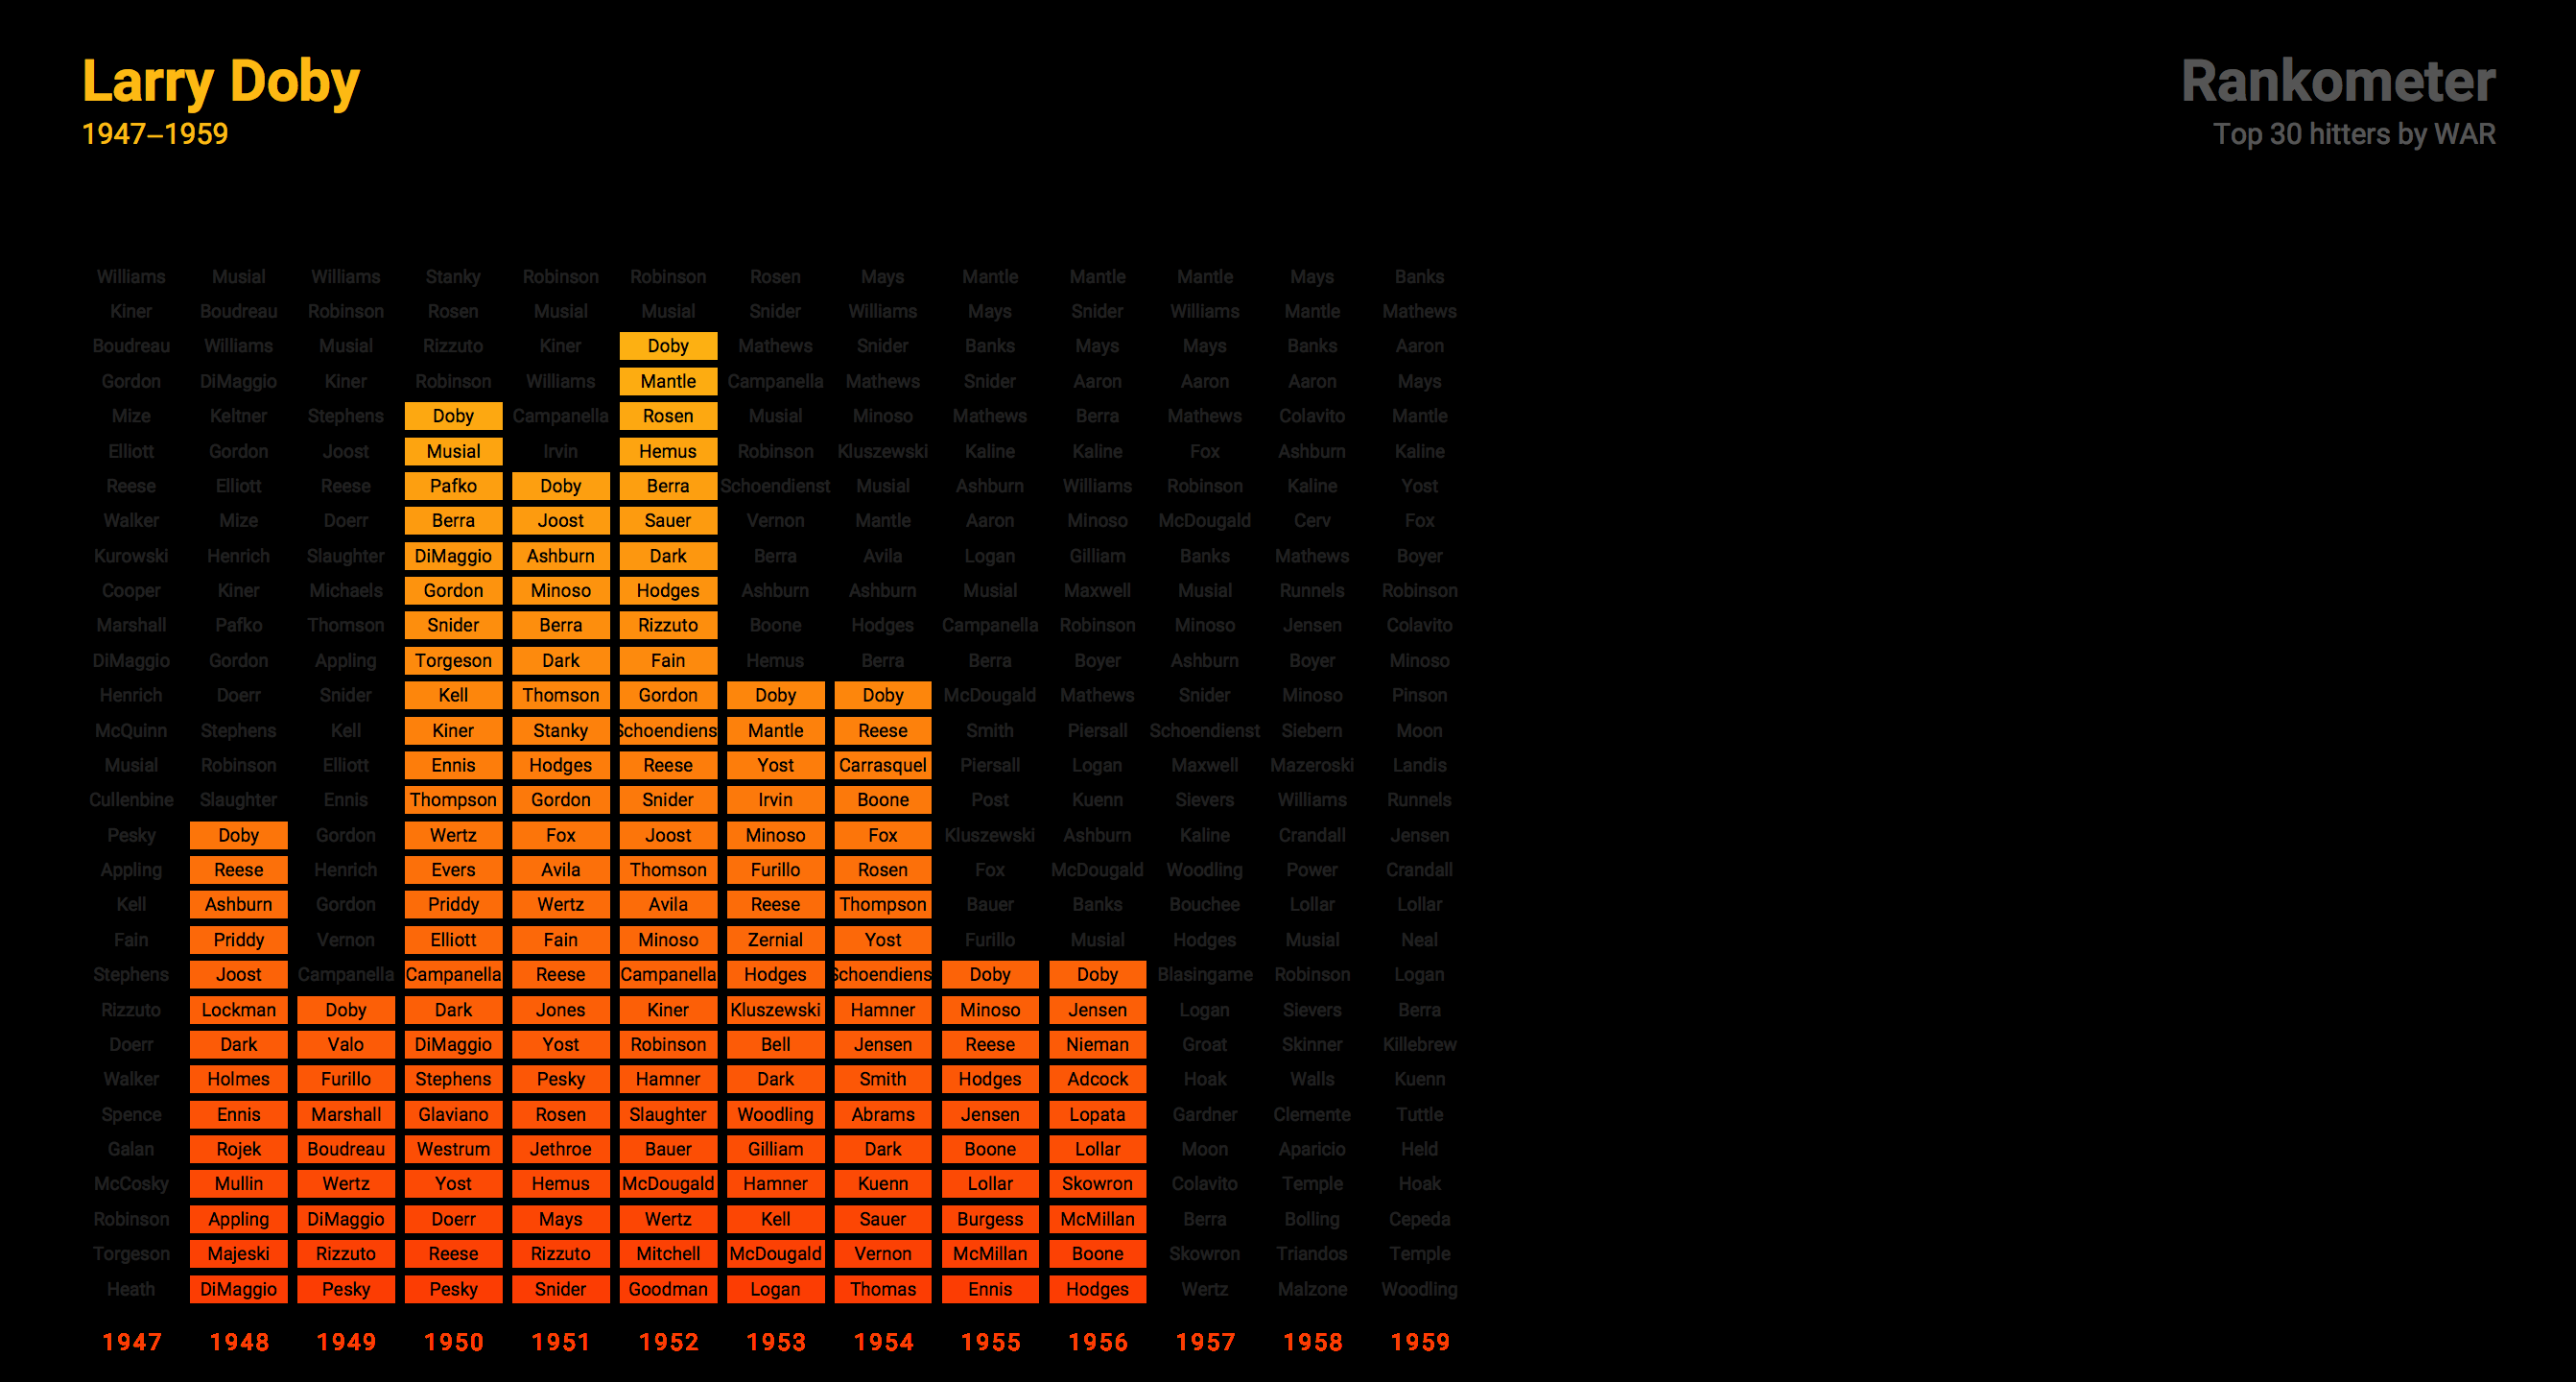 Larry Doby Rankometer
1947–1959 Top 30 hitters by WAR
Williams Musial Williams Stanky Robinson Robinson Rosen Mays Mantle Mantle Mantle Mays Banks
Kiner Boudreau Robinson Rosen Musial Musial Snider Williams Mays Snider Williams Mantle Mathews
Boudreau Williams Musial Rizzuto Kiner Doby Mathews Snider Banks Mays Mays Banks Aaron
Gordon DiMaggio Kiner Robinson Williams Mantle Campanella Mathews Snider Aaron Aaron Aaron Mays
Mize Keltner Stephens Doby Campanella Rosen Musial Minoso Mathews Berra Mathews Colavito Mantle
Elliott Gordon Joost Musial Irvin Hemus Robinson Kluszewski Kaline Kaline Fox Ashburn Kaline
Reese Elliott Reese Pafko Doby Berra Schoendienst Musial Ashburn Williams Robinson Kaline Yost
Walker Mize Doerr Berra Joost Sauer Vernon Mantle Aaron Minoso McDougald Cerv Fox
Kurowski Henrich Slaughter DiMaggio Ashburn Dark Berra Avila Logan Gilliam Banks Mathews Boyer
Cooper Kiner Michaels Gordon Minoso Hodges Ashburn Ashburn Musial Maxwell Musial Runnels Robinson
Marshall Pafko Thomson Snider Berra Rizzuto Boone Hodges Campanella Robinson Minoso Jensen Colavito
DiMaggio Gordon Appling Torgeson Dark Fain Hemus Berra Berra Boyer Ashburn Boyer Minoso
Henrich Doerr Snider Kell Thomson Gordon Doby Doby McDougald Mathews Snider Minoso Pinson
McQuinn Stephens Kell Kiner Stanky Schoendiens Mantle Reese Smith Piersall Schoendienst Siebern Moon
Musial Robinson Elliott Ennis Hodges Reese Yost Carrasquel Piersall Logan Maxwell Mazeroski Landis
Cullenbine Slaughter Ennis Thompson Gordon Snider Irvin Boone Post Kuenn Sievers Williams Runnels
Pesky Doby Gordon Wertz Fox Joost Minoso Fox Kluszewski Ashburn Kaline Crandall Jensen
Appling Reese Henrich Evers Avila Thomson Furillo Rosen Fox McDougald Woodling Power Crandall
Kell Ashburn Gordon Priddy Wertz Avila Reese Thompson Bauer Banks Bouchee Lollar Lollar
Fain Priddy Vernon Elliott Fain Minoso Zernial Yost Furillo Musial Hodges Musial Neal
Stephens Joost Campanella Campanella Reese Campanella Hodges Schoendiens Doby Doby Blasingame Robinson Logan
Rizzuto Lockman Doby Dark Jones Kiner Kluszewski Hamner Minoso Jensen Logan Sievers Berra
Doerr Dark Valo DiMaggio Yost Robinson Bell Jensen Reese Nieman Groat Skinner Killebrew
Walker Holmes Furillo Stephens Pesky Hamner Dark Smith Hodges Adcock Hoak Walls Kuenn
Spence Ennis Marshall Glaviano Rosen Slaughter Woodling Abrams Jensen Lopata Gardner Clemente Tuttle
Galan Rojek Boudreau Westrum Jethroe Bauer Gilliam Dark Boone Lollar Moon Aparicio Held
McCosky Mullin Wertz Yost Hemus McDougald Hamner Kuenn Lollar Skowron Colavito Temple Hoak
Robinson Appling DiMaggio Doerr Mays Wertz Kell Sauer Burgess McMillan Berra Bolling Cepeda
Torgeson Majeski Rizzuto Reese Rizzuto Mitchell McDougald Vernon McMillan Boone Skowron Triandos Temple
Heath DiMaggio Pesky Pesky Snider Goodman Logan Thomas Ennis Hodges Wertz Malzone Woodling
1947 1948 1949 1950 1951 1952 1953 1954 1955 1956 1957 1958 1959